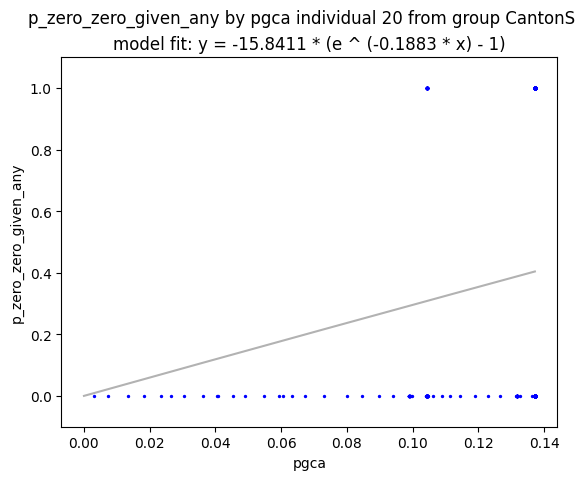 p_zero_zero_given_any by pgca individual 20 from group CantonS
model fit: y = -15.8411 * (e ^ (-0.1883 * x) - 1)
1.0
0.8
0.6
0.4
0.2
0.0
p_zero_zero_given_any
0.00 0.02 0.04 0.06 0.08 0.10 0.12 0.14
pgca